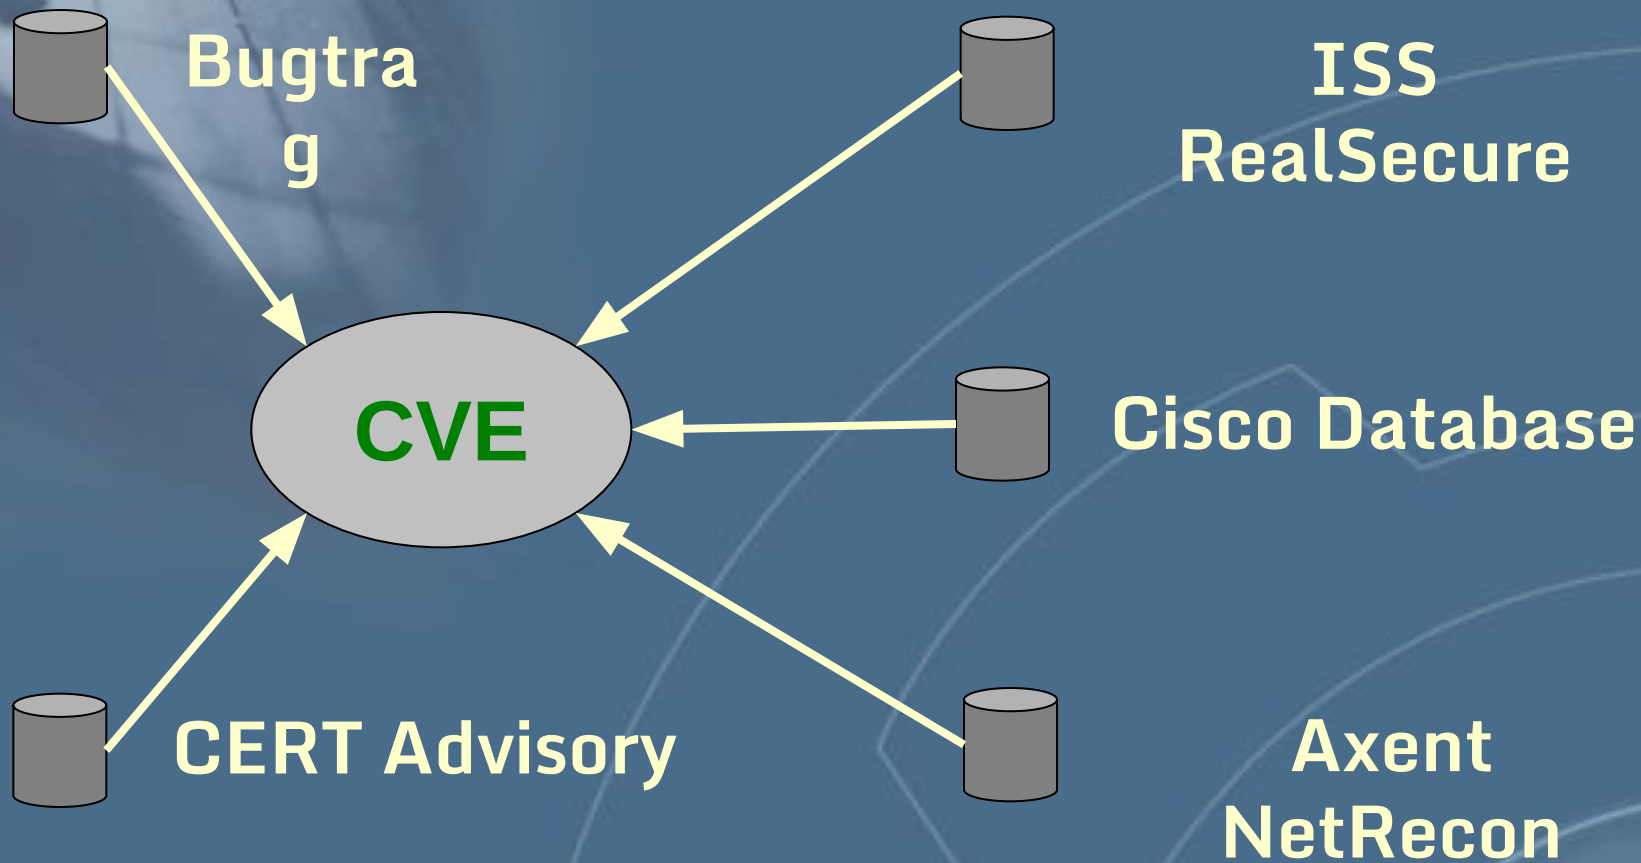 Bugtra
g
ISS
RealSecure
CVE
Cisco Database
CERT Advisory
Axent
NetRecon